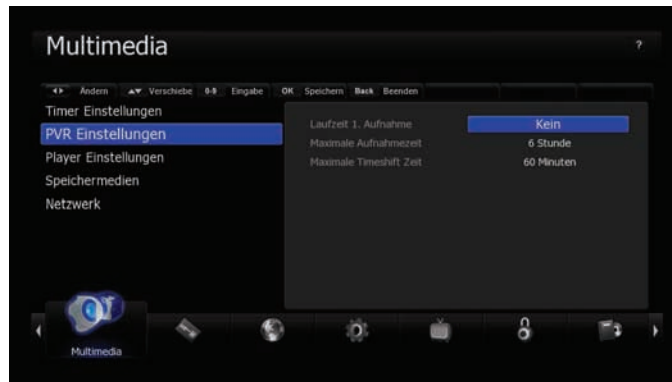 Multimedia
?
Ändern Verschiebe 0-9 Eingabe OK Speichern Back Beenden
Timer Einstellungen
PVR Einstellungen
Player Einstellungen
Speichermedien
Netzwerk
Laufzeit 1. Aufnahme Kein
Maximale Aufnahmezeit 6 Stunde
Maximale Timeshift Zeit 60 Minuten
Multimedia